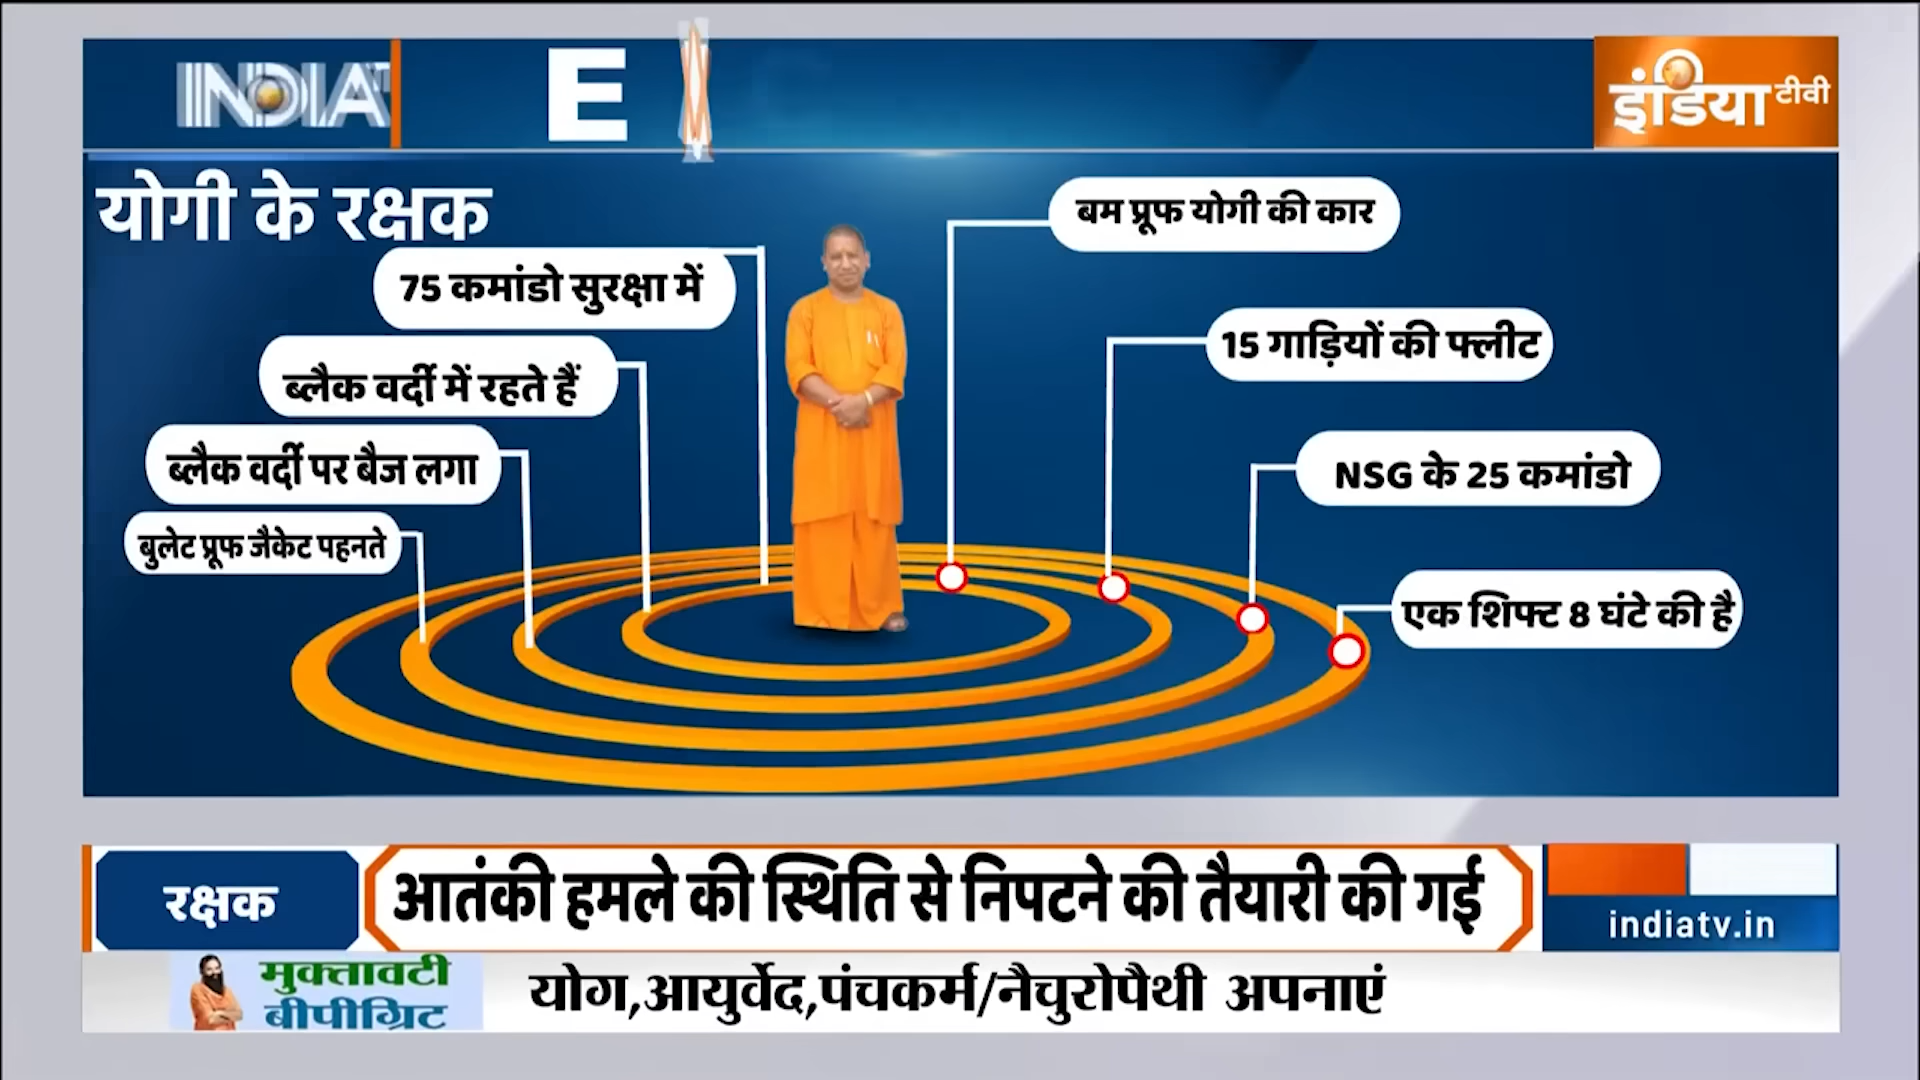 INDIA
E
इंडिया टीवी
योगी के रक्षक
75 कमांडो सुरक्षा में
ब्लैक वर्दी में रहते हैं
ब्लैक वर्दी पर बैज लगा
बुलेट प्रूफ जैकेट पहनते
बम प्रूफ योगी की कार
15 गाड़ियों की फ्लीट
NSG के 25 कमांडो
एक शिफ्ट 8 घंटे की है
रक्षक
आतंकी हमले की स्थिति से निपटने की तैयारी की गई
indiatv.in
मुक्तावटी
बीपीग्रिट
योग,आयुर्वेद,पंचकर्म/नैचुरोपैथी अपनाएं